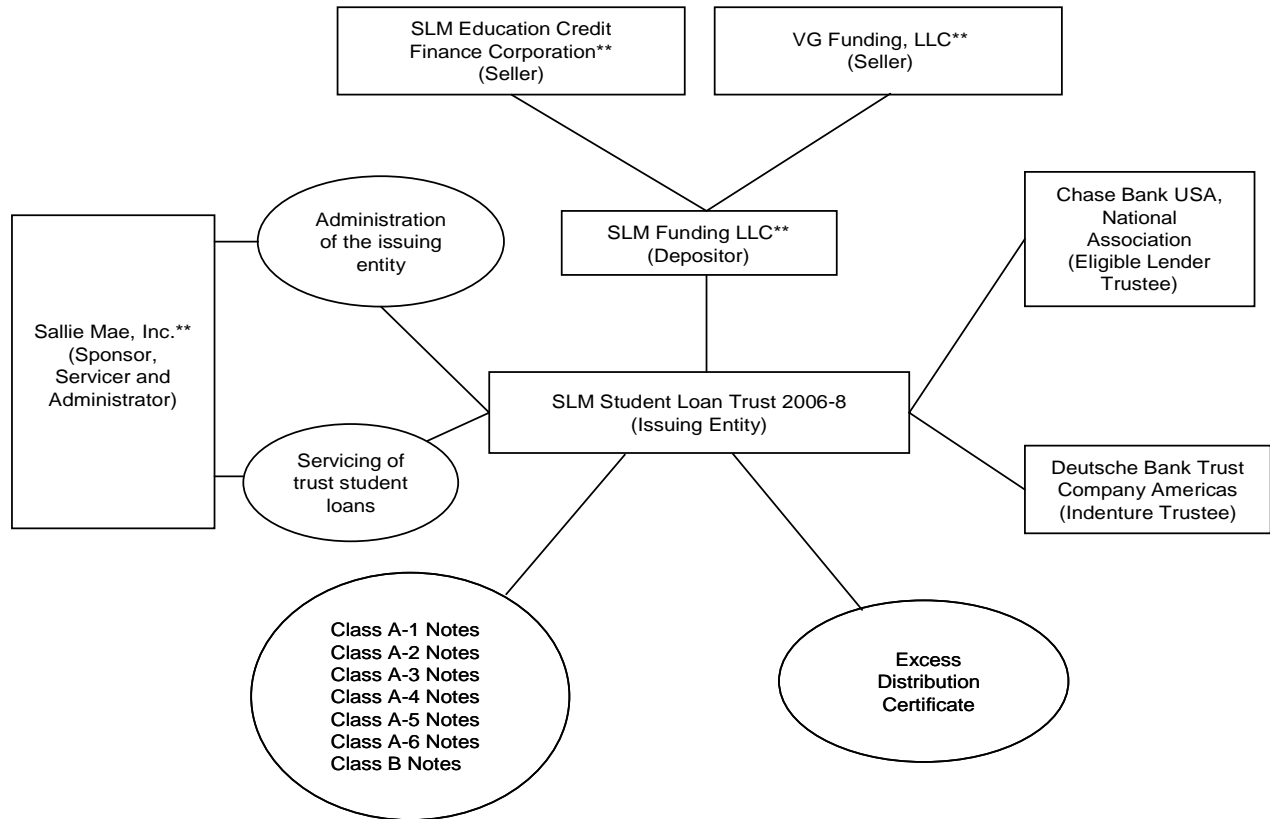 SLM Education Credit
Finance Corporation**
(Seller)
VG Funding, LLC**
(Seller)
Administration
of the issuing
entity
SLM Funding LLC**
(Depositor)
Chase Bank USA,
National
Association
(Eligible Lender
Trustee)
Sallie Mae, Inc.**
(Sponsor,
Servicer and
Administrator)
SLM Student Loan Trust 2006-8
(Issuing Entity)
Servicing of
trust student
loans
Deutsche Bank Trust
Company Americas
(Indenture Trustee)
Class A-1 Notes
Class A-2 Notes
Class A-3 Notes
Class A-4 Notes
Class A-5 Notes
Class A-6 Notes
Class B Notes
Excess
Distribution
Certificate